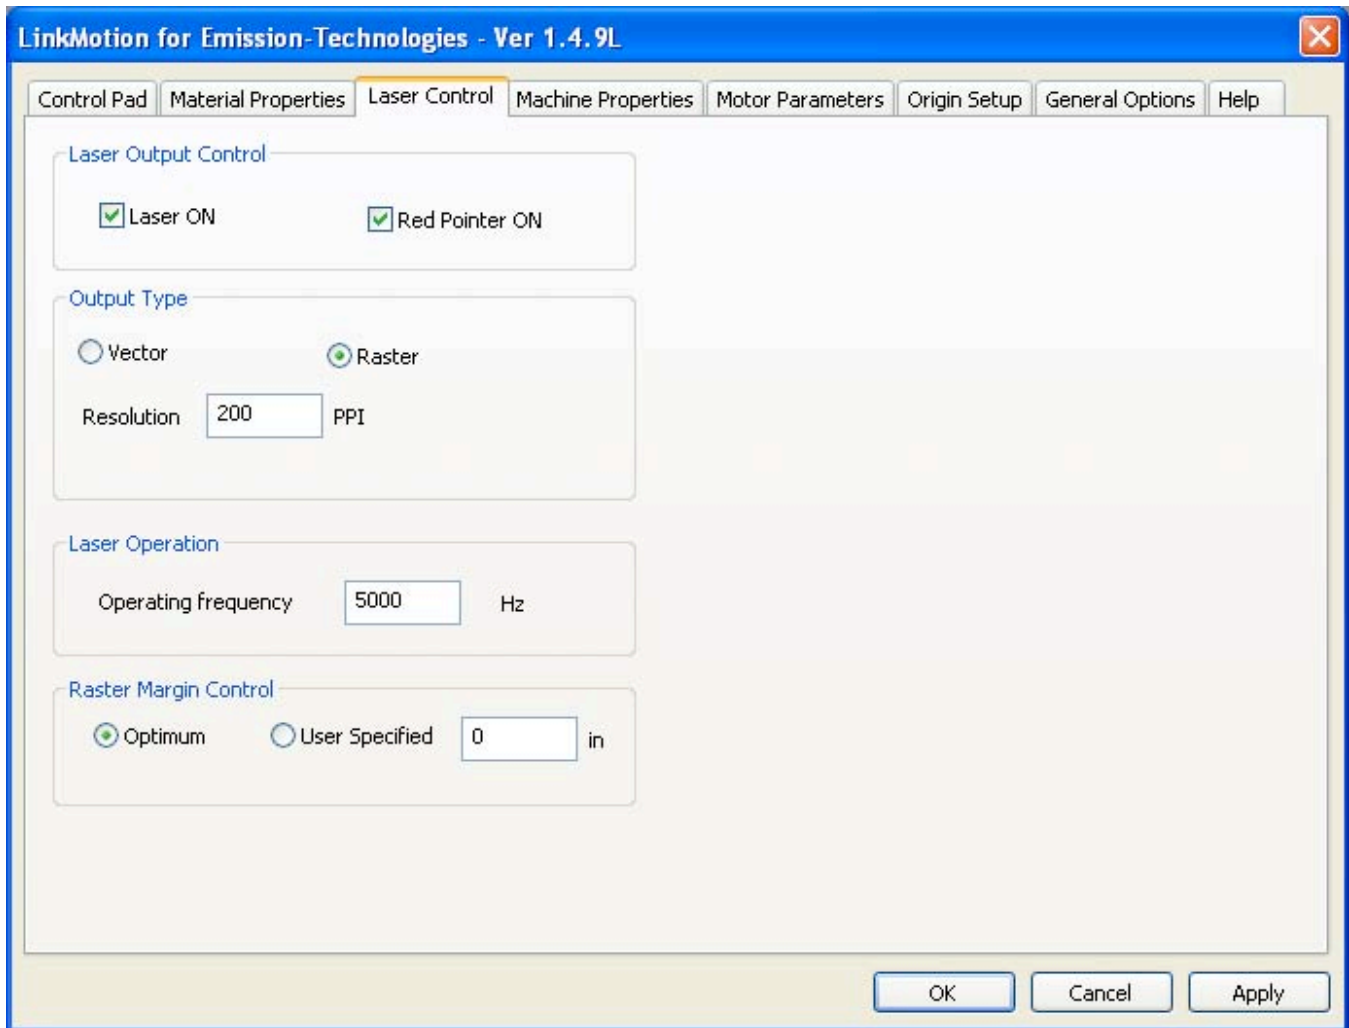 LinkMotion for Emission-Technologies - Ver 1.4.9L
Control Pad Material Properties Laser Control Machine Properties Motor Parameters Origin Setup General Options Help
Laser Output Control
Laser ON Red Pointer ON
Output Type
Vector Raster
Resolution 200 PPI
Laser Operation
Operating frequency 5000 Hz
Raster Margin Control
Optimum User Specified 0 in
OK Cancel Apply